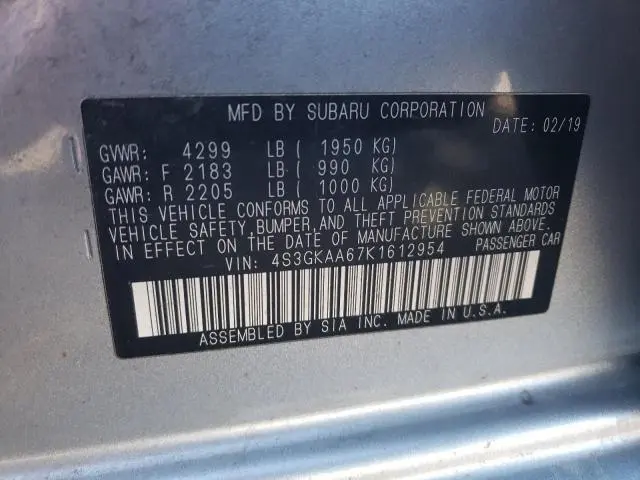 MFD BY SUBARU CORPORATION
DATE: 02/19
GVWR: 4299 LB ( 1950 KG)
GAWR: F 2183 LB ( 990 KG)
GAWR: R 2205 LB ( 1000 KG)
THIS VEHICLE CONFORMS TO ALL APPLICABLE FEDERAL MOTOR
VEHICLE SAFETY, BUMPER, AND THEFT PREVENTION STANDARDS
IN EFFECT ON THE DATE OF MANUFACTURE SHOWN ABOVE.
VIN: 4S3GKAA67K1612954 PASSENGER CAR
ASSEMBLED BY SIA INC. MADE IN U.S.A.